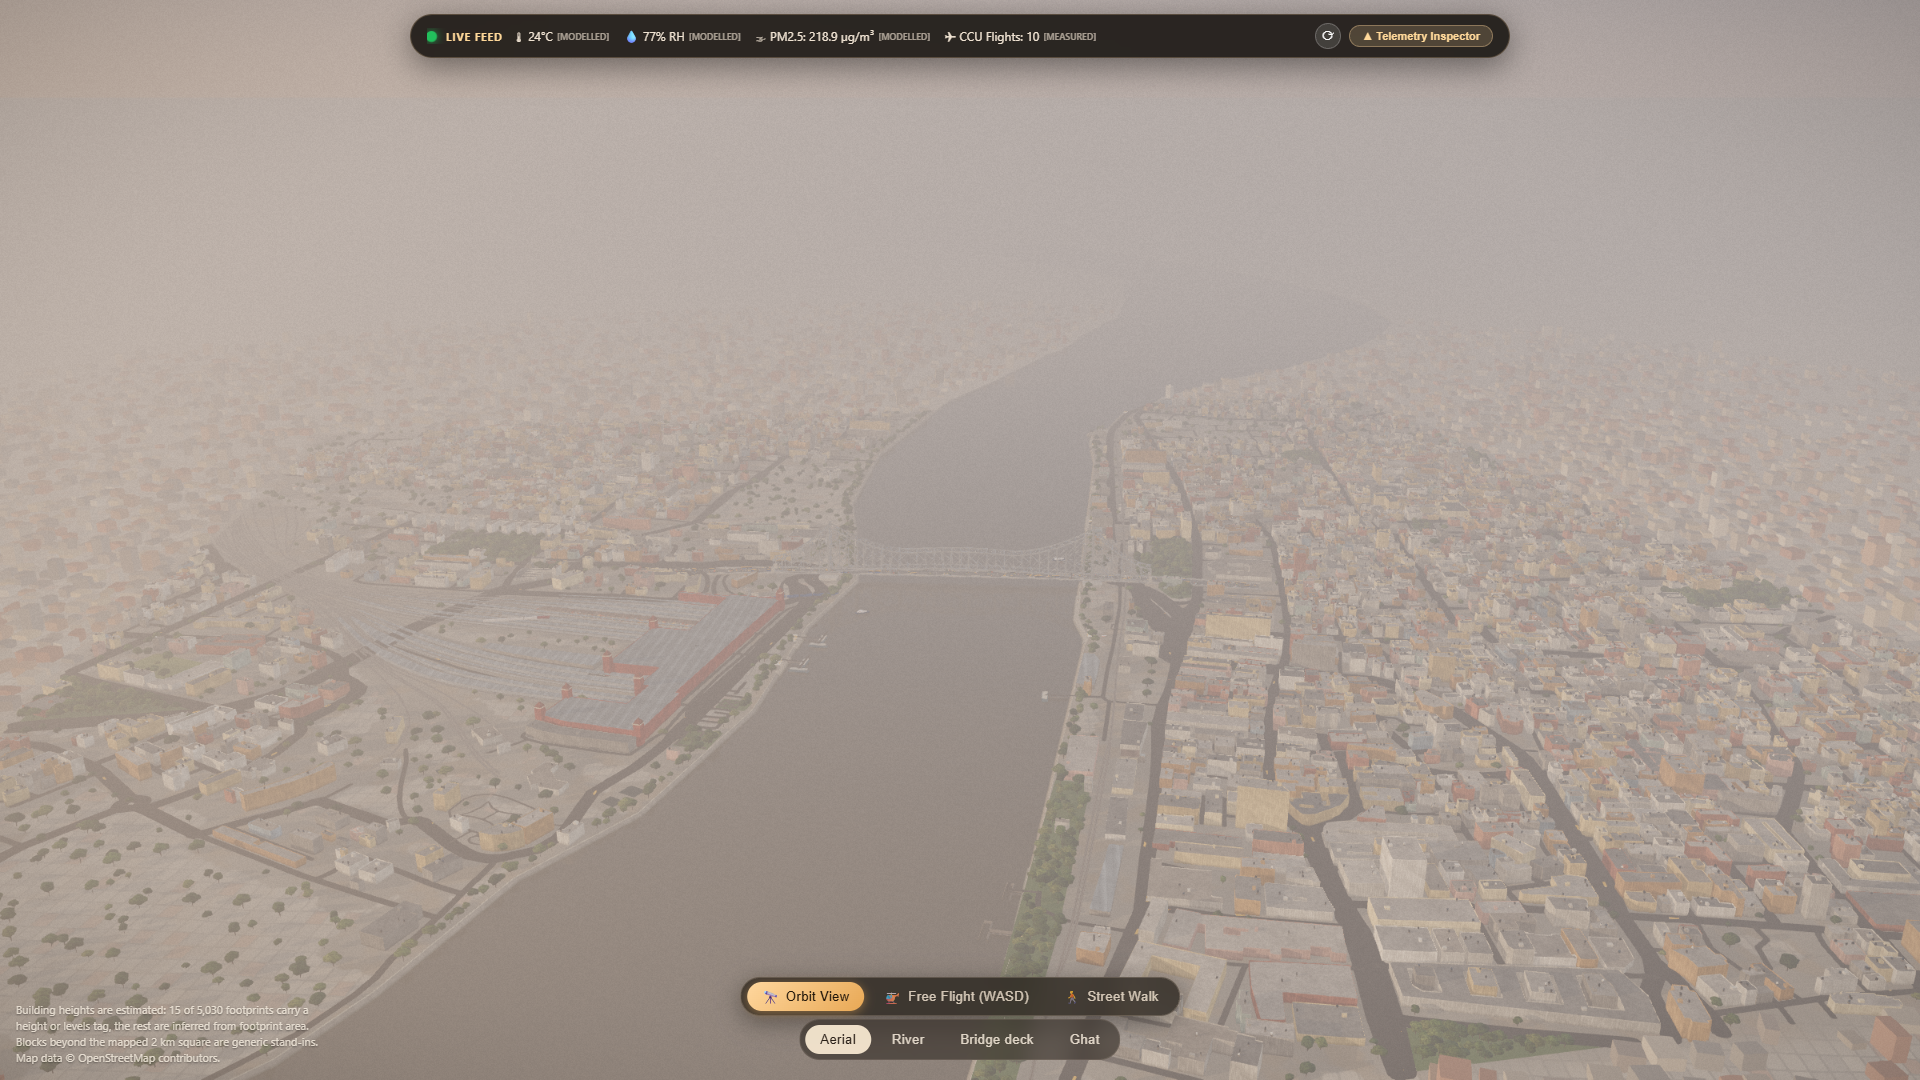 LIVE FEED 24°C [MODELLED] 77% RH [MODELLED] PM2.5: 218.9 µg/m³ [MODELLED] CCU Flights: 10 [MEASURED] ▲ Telemetry Inspector
Orbit View Free Flight (WASD) Street Walk
Aerial River Bridge deck Ghat
Building heights are estimated: 15 of 5,030 footprints carry a
height or levels tag, the rest are inferred from footprint area.
Blocks beyond the mapped 2 km square are generic stand-ins.
Map data © OpenStreetMap contributors.